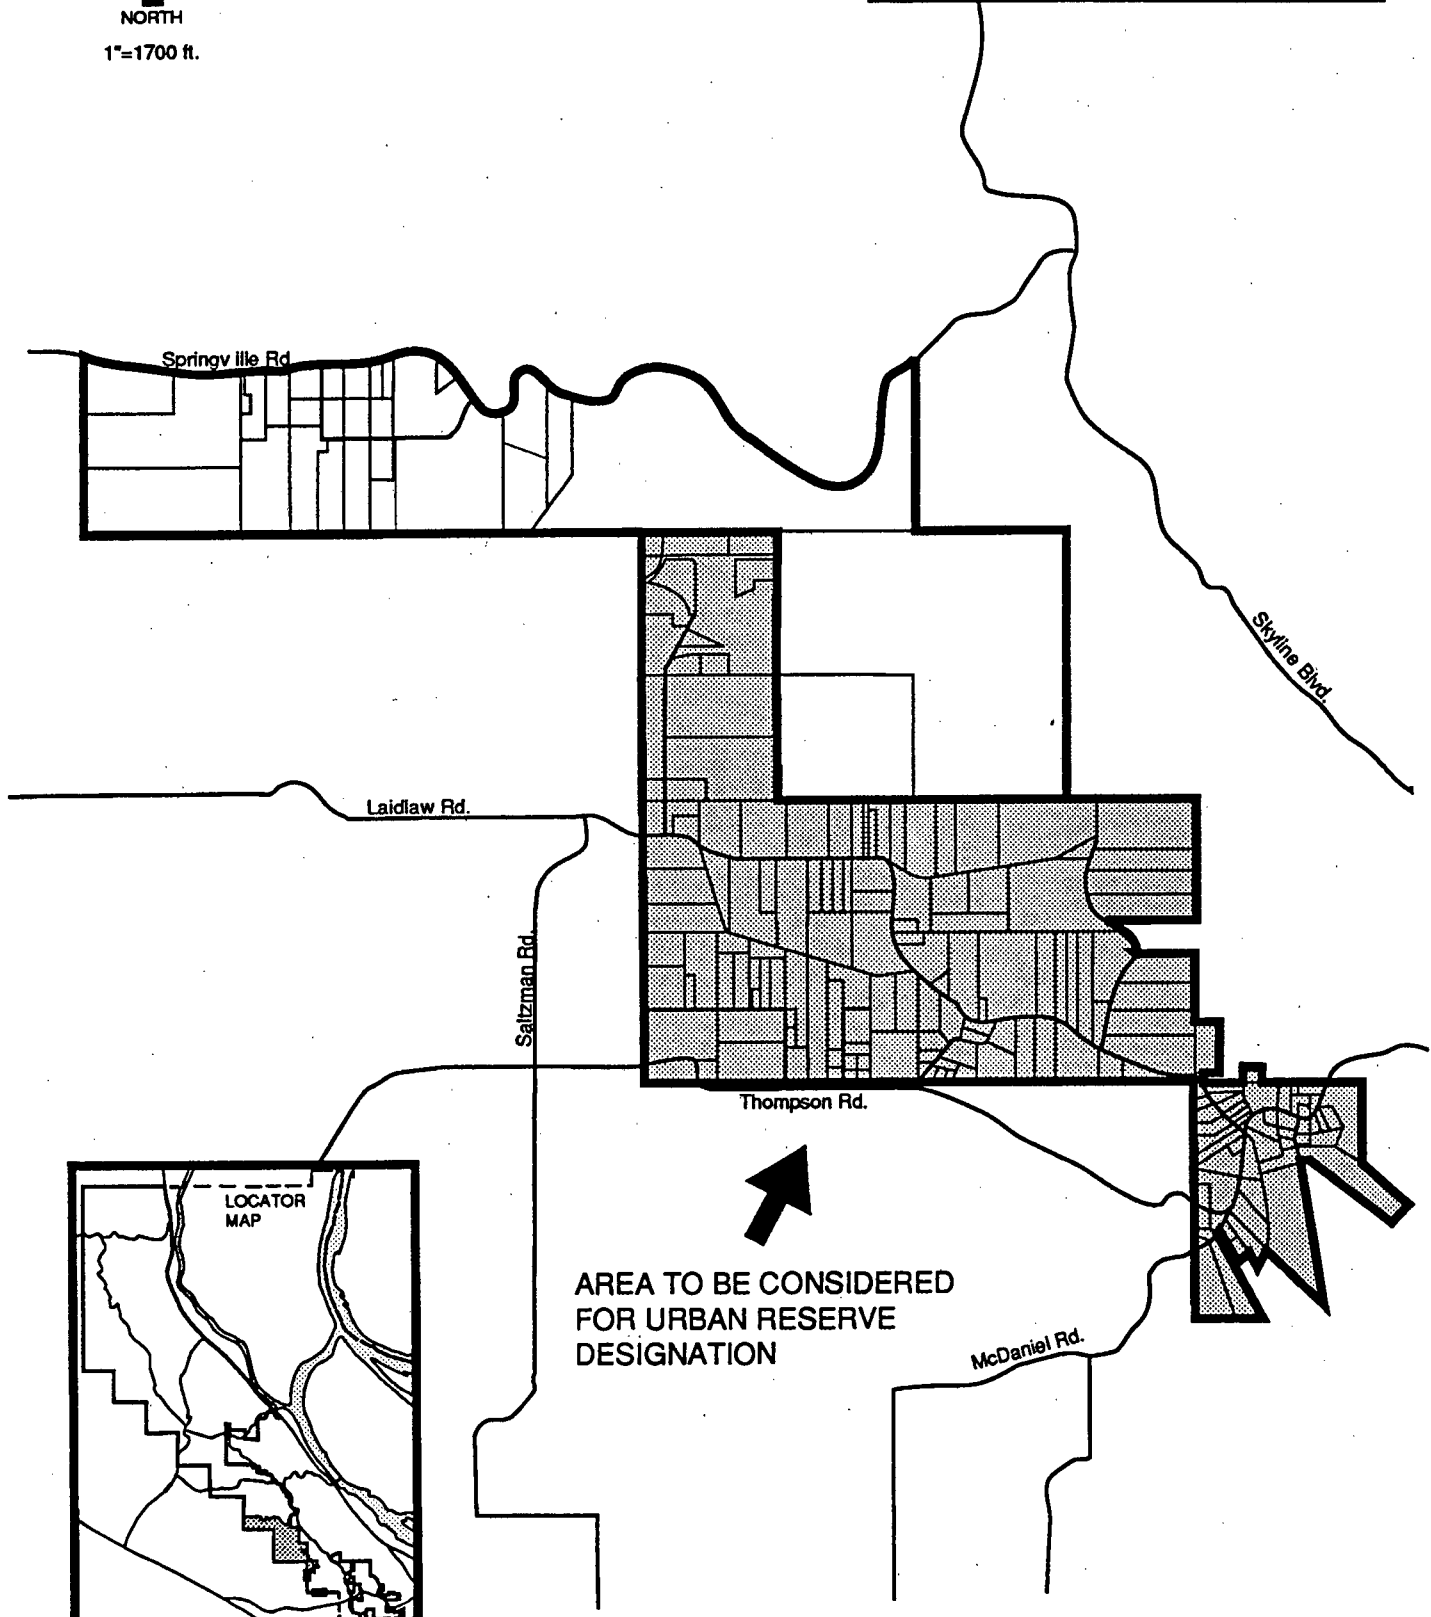 NORTH
1"=1700 ft.
Springv ille Rd
Skyline Blvd.
Laidlaw Rd.
Saltzman Rd.
Thompson Rd.
LOCATOR
MAP
AREA TO BE CONSIDERED
FOR URBAN RESERVE
DESIGNATION
McDaniel Rd.